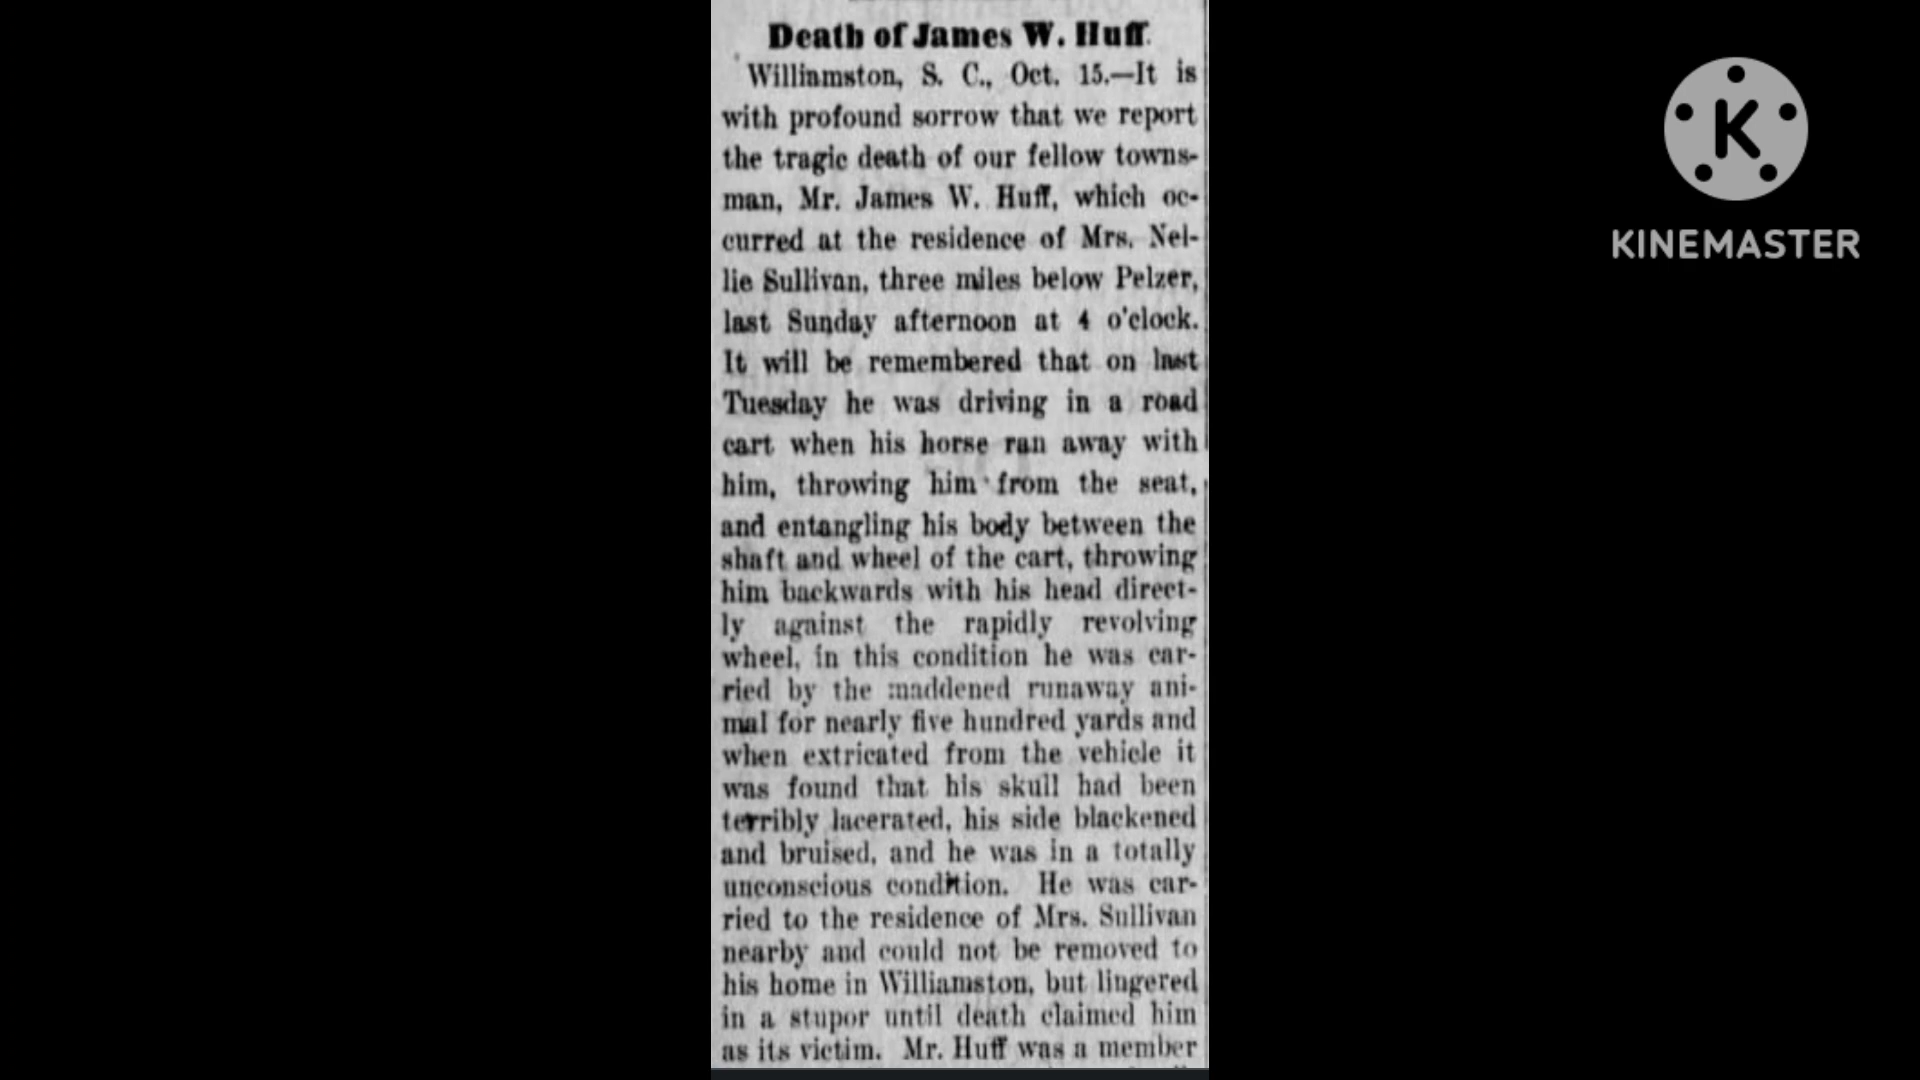 Death of James W. Huff.
Williamston, S. C., Oct. 15.—It is
with profound sorrow that we report
the tragic death of our fellow towns-
man, Mr. James W. Huff, which oc-
curred at the residence of Mrs. Nel-
lie Sullivan, three miles below Pelzer,
last Sunday afternoon at 4 o'clock.
It will be remembered that on last
Tuesday he was driving in a road
cart when his horse ran away with
him, throwing him from the seat,
and entangling his body between the
shaft and wheel of the cart, throwing
him backwards with his head direct-
ly against the rapidly revolving
wheel, in this condition he was car-
ried by the maddened runaway ani-
mal for nearly five hundred yards and
when extricated from the vehicle it
was found that his skull had been
terribly lacerated, his side blackened
and bruised, and he was in a totally
unconscious condition. He was car-
ried to the residence of Mrs. Sullivan
nearby and could not be removed to
his home in Williamston, but lingered
in a stupor until death claimed him
as its victim. Mr. Huff was a member
K
KINEMASTER